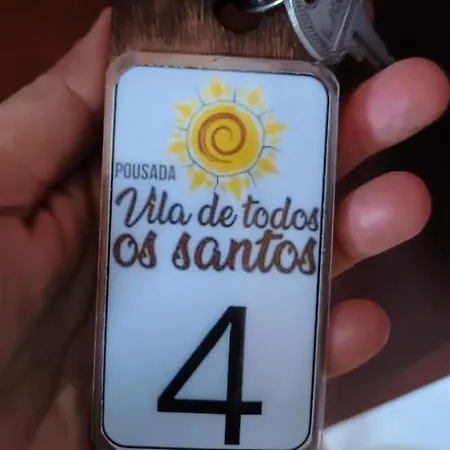 POUSADA
Vila de todos
os santos
4